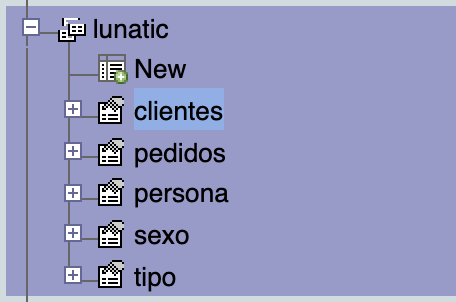 lunatic
New
clientes
pedidos
persona
sexo
tipo